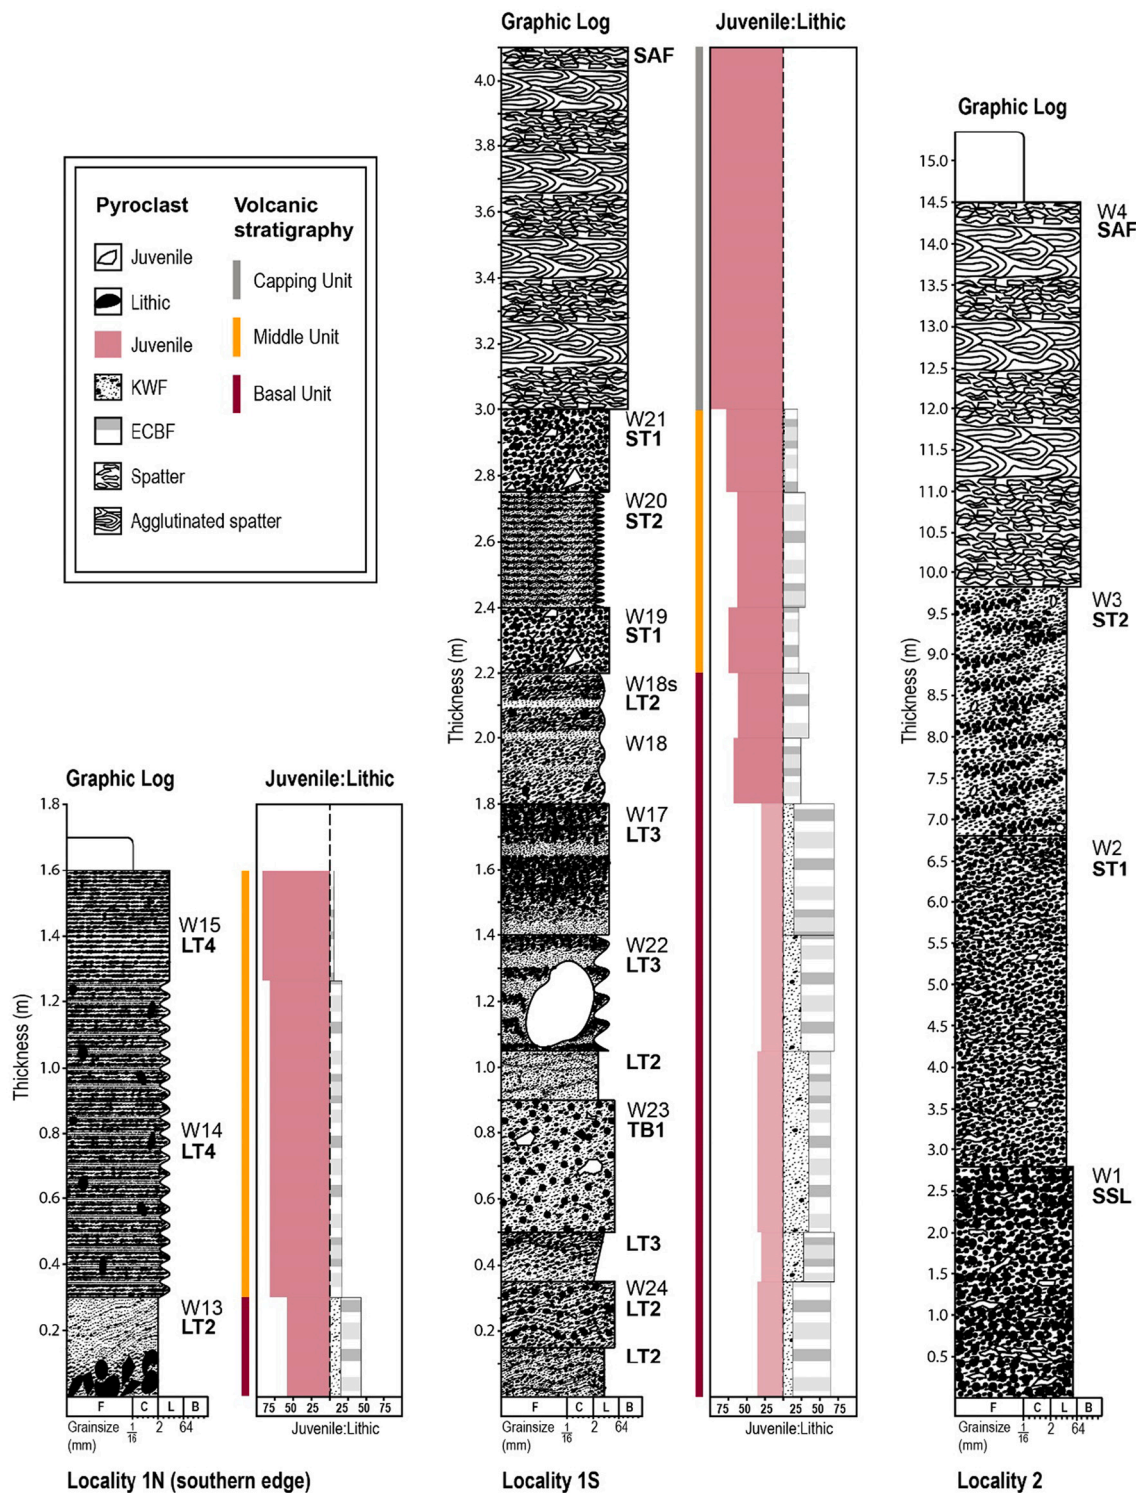 Graphic Log
Juvenile:Lithic
SAF
4.0
3.8
3.6
3.4
3.2
3.0
2.8
2.6
2.4
2.2
2.0
1.8
1.6
1.4
1.2
1.0
0.8
0.6
0.4
0.2
Thickness (m)
W21
ST1
W20
ST2
W19
ST1
W18s
LT2
W18
W17
LT3
W22
LT3
LT2
W23
TB1
LT3
W24
LT2
LT2
F C L B
Grainsize 1/16 2 64
(mm)
75 50 25 25 50 75
Juvenile:Lithic
Locality 1S
Pyroclast
Juvenile
Lithic
Juvenile
KWF
ECBF
Spatter
Agglutinated spatter
Volcanic
stratigraphy
Capping Unit
Middle Unit
Basal Unit
Graphic Log
Juvenile:Lithic
1.8
1.6
1.4
1.2
1.0
0.8
0.6
0.4
0.2
Thickness (m)
W15
LT4
W14
LT4
W13
LT2
F C L B
Grainsize 1/16 2 64
(mm)
75 50 25 25 50 75
Juvenile:Lithic
Locality 1N (southern edge)
Graphic Log
15.0
14.5
14.0
13.5
13.0
12.5
12.0
11.5
11.0
10.5
10.0
9.5
9.0
8.5
8.0
7.5
7.0
6.5
6.0
5.5
5.0
4.5
4.0
3.5
3.0
2.5
2.0
1.5
1.0
0.5
Thickness (m)
W4
SAF
W3
ST2
W2
ST1
W1
SSL
F C L B
Grainsize 1/16 2 64
(mm)
Locality 2